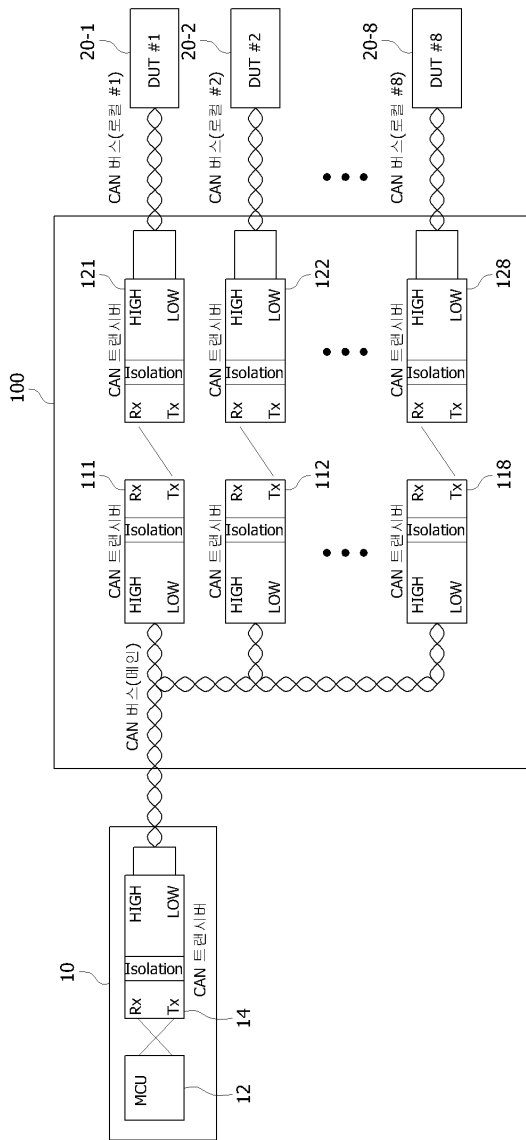 100
10
MCU
12
Rx
Tx
Isolation
HIGH
LOW
14
CAN 트랜시버
CAN 버스(메인)
CAN 트랜시버
111
HIGH
LOW
Isolation
Rx
Tx
CAN 트랜시버
121
Rx
Tx
Isolation
HIGH
LOW
CAN 버스(로컬 #1)
20-1
DUT #1
CAN 트랜시버
112
HIGH
LOW
Isolation
Rx
Tx
CAN 트랜시버
122
Rx
Tx
Isolation
HIGH
LOW
CAN 버스(로컬 #2)
20-2
DUT #2
CAN 트랜시버
118
HIGH
LOW
Isolation
Rx
Tx
CAN 트랜시버
128
Rx
Tx
Isolation
HIGH
LOW
CAN 버스(로컬 #8)
20-8
DUT #8